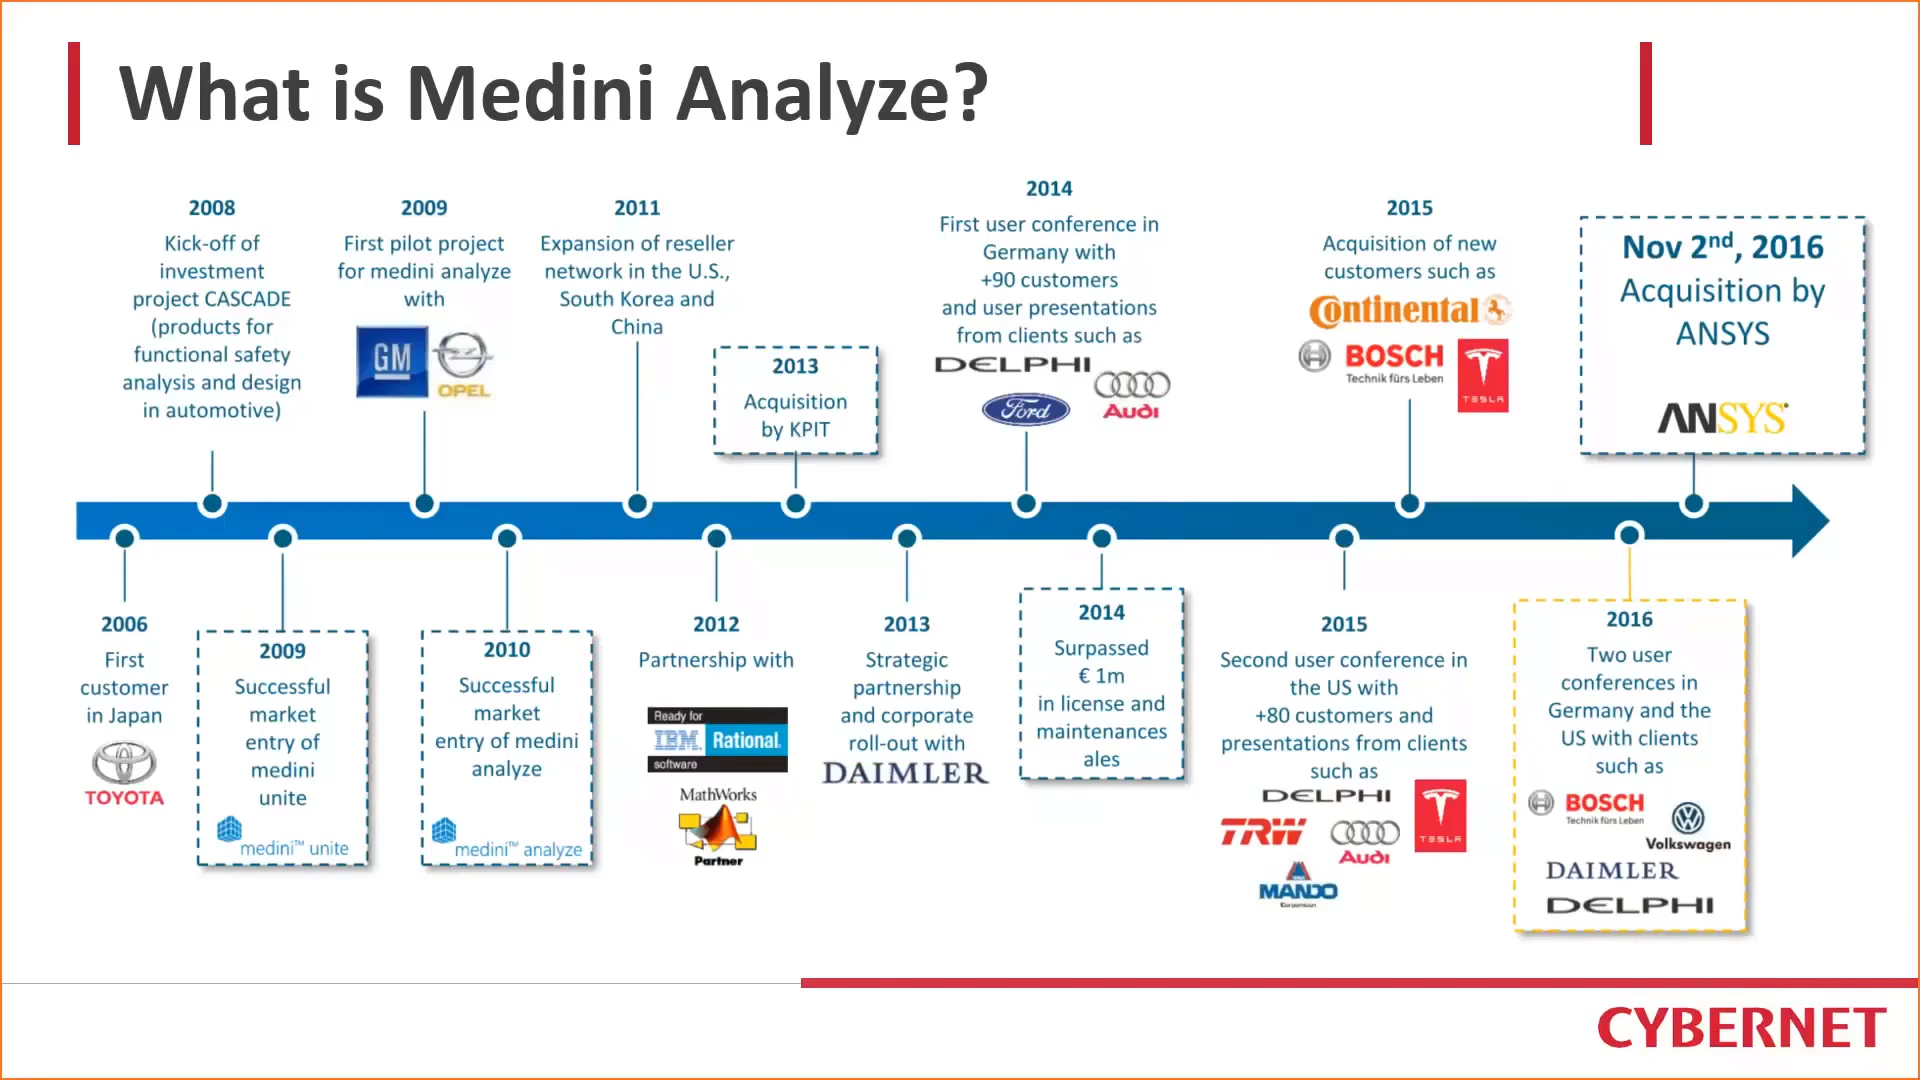 What is Medini Analyze?
2008
Kick-off of
investment
project CASCADE
(products for
functional safety
analysis and design
in automotive)
2009
First pilot project
for medini analyze
with
GM
OPEL
2011
Expansion of reseller
network in the U.S.,
South Korea and
China
2013
Acquisition
by KPIT
2014
First user conference in
Germany with
+90 customers
and user presentations
from clients such as
DELPHI
Ford
Audi
2015
Acquisition of new
customers such as
Continental
BOSCH
Technik fürs Leben
TESLA
Nov 2nd, 2016
Acquisition by
ANSYS
ANSYS
2006
First
customer
in Japan
TOYOTA
2009
Successful
market
entry of
medini
unite
medini™ unite
2010
Successful
market
entry of medini
analyze
medini™ analyze
2012
Partnership with
Ready for
IBM. Rational.
software
MathWorks
Partner
2013
Strategic
partnership
and corporate
roll-out with
DAIMLER
2014
Surpassed
€ 1m
in license and
maintenances
ales
2015
Second user conference in
the US with
+80 customers and
presentations from clients
such as
DELPHI
TRW
Audi
TESLA
MANDO
Corporation
2016
Two user
conferences in
Germany and the
US with clients
such as
BOSCH
Technik fürs Leben
Volkswagen
DAIMLER
DELPHI
CYBERNET